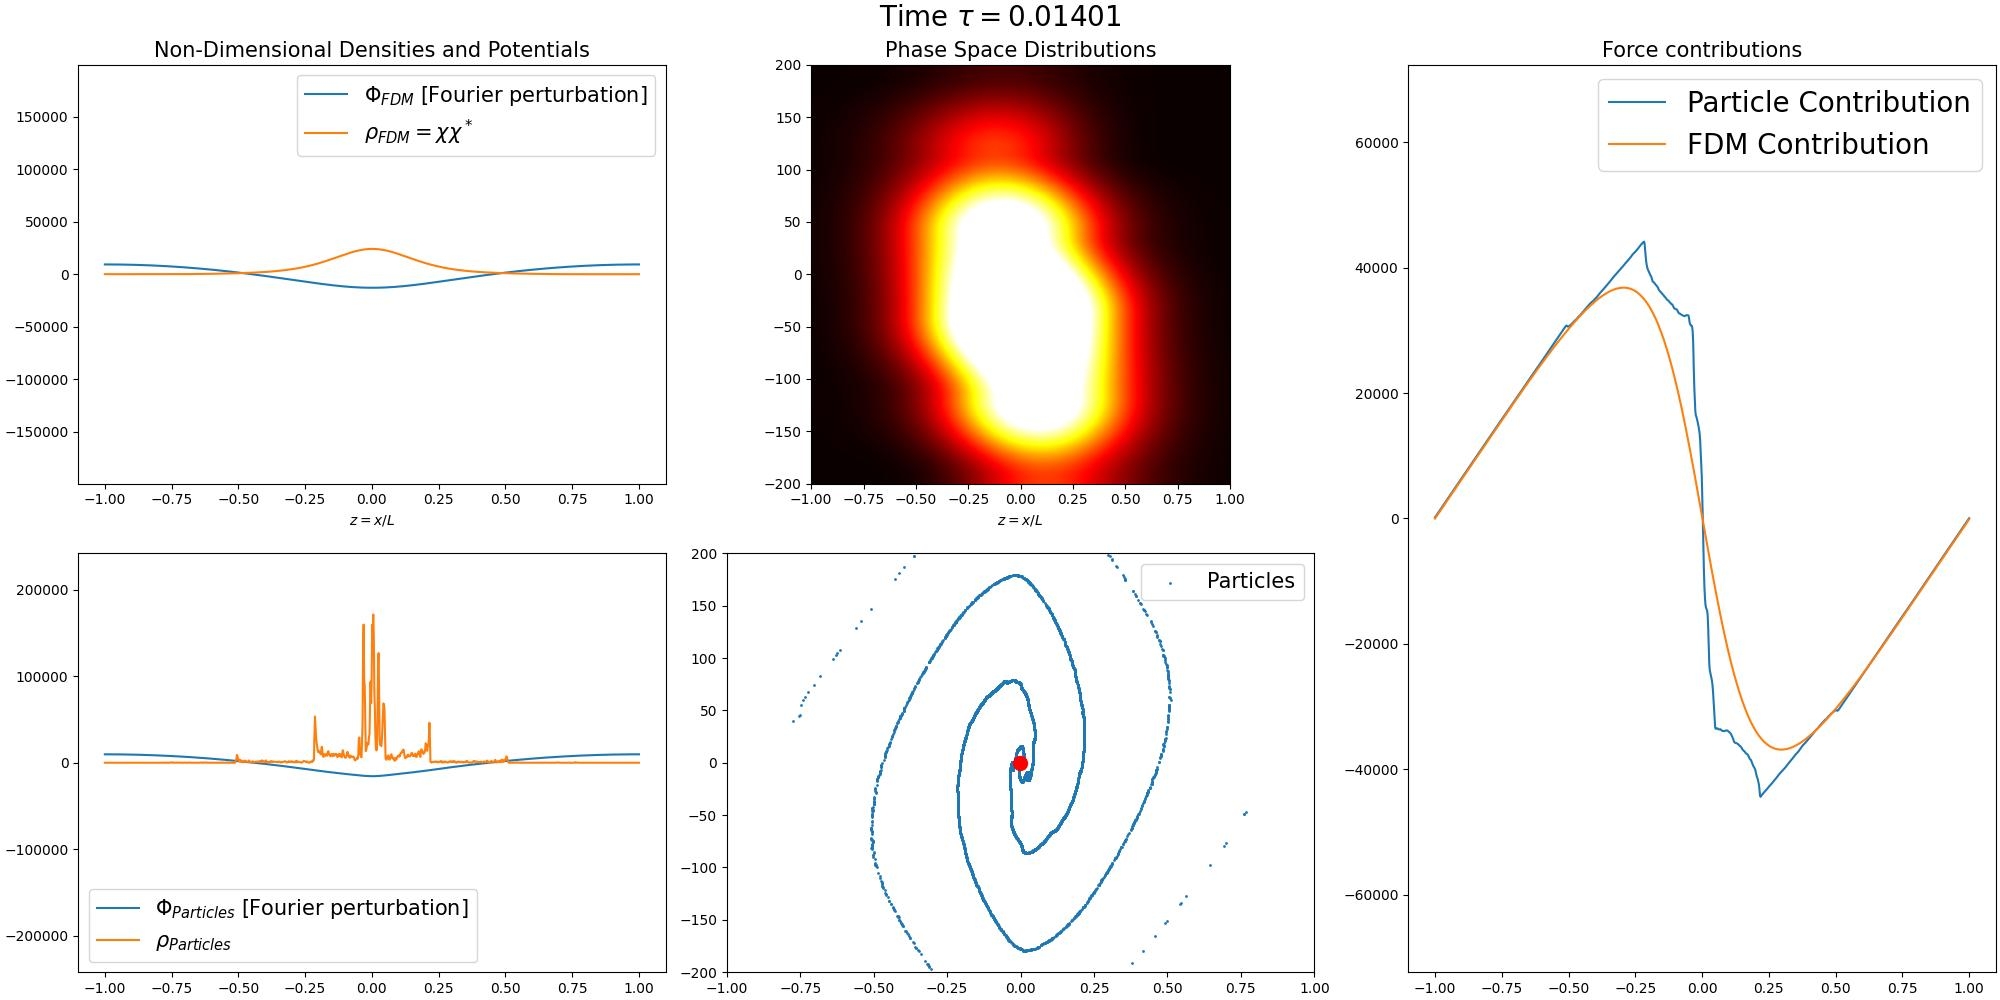 Time τ = 0.01401
Non-Dimensional Densities and Potentials
Φ_FDM [Fourier perturbation]
ρ_FDM = χχ*
150000
100000
50000
0
−50000
−100000
−150000
−1.00 −0.75 −0.50 −0.25 0.00 0.25 0.50 0.75 1.00
z = x/L
Phase Space Distributions
200
150
100
50
0
−50
−100
−150
−200
−1.00 −0.75 −0.50 −0.25 0.00 0.25 0.50 0.75 1.00
z = x/L
Force contributions
Particle Contribution
FDM Contribution
60000
40000
20000
0
−20000
−40000
−60000
−1.00 −0.75 −0.50 −0.25 0.00 0.25 0.50 0.75 1.00
200000
100000
0
−100000
−200000
Φ_Particles [Fourier perturbation]
ρ_Particles
−1.00 −0.75 −0.50 −0.25 0.00 0.25 0.50 0.75 1.00
Particles
200
150
100
50
0
−50
−100
−150
−200
−1.00 −0.75 −0.50 −0.25 0.00 0.25 0.50 0.75 1.00